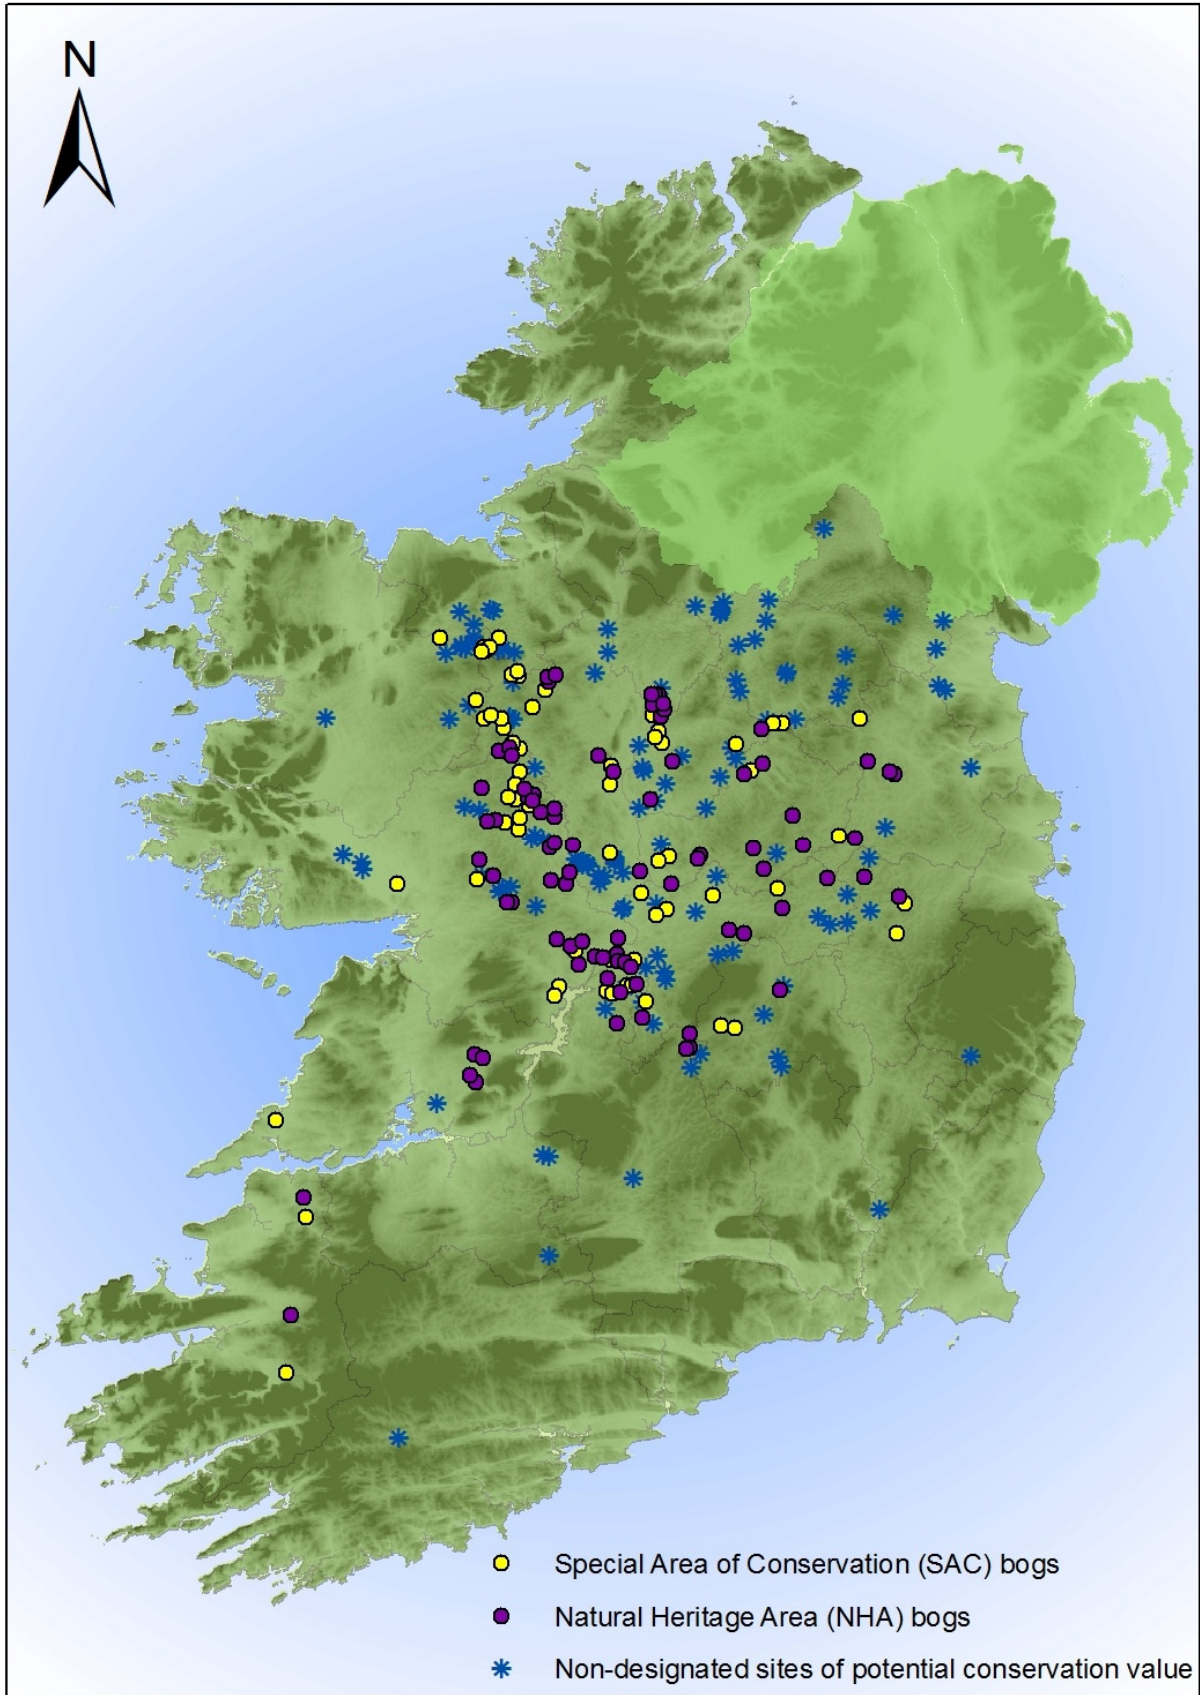 N
Special Area of Conservation (SAC) bogs
Natural Heritage Area (NHA) bogs
Non-designated sites of potential conservation value